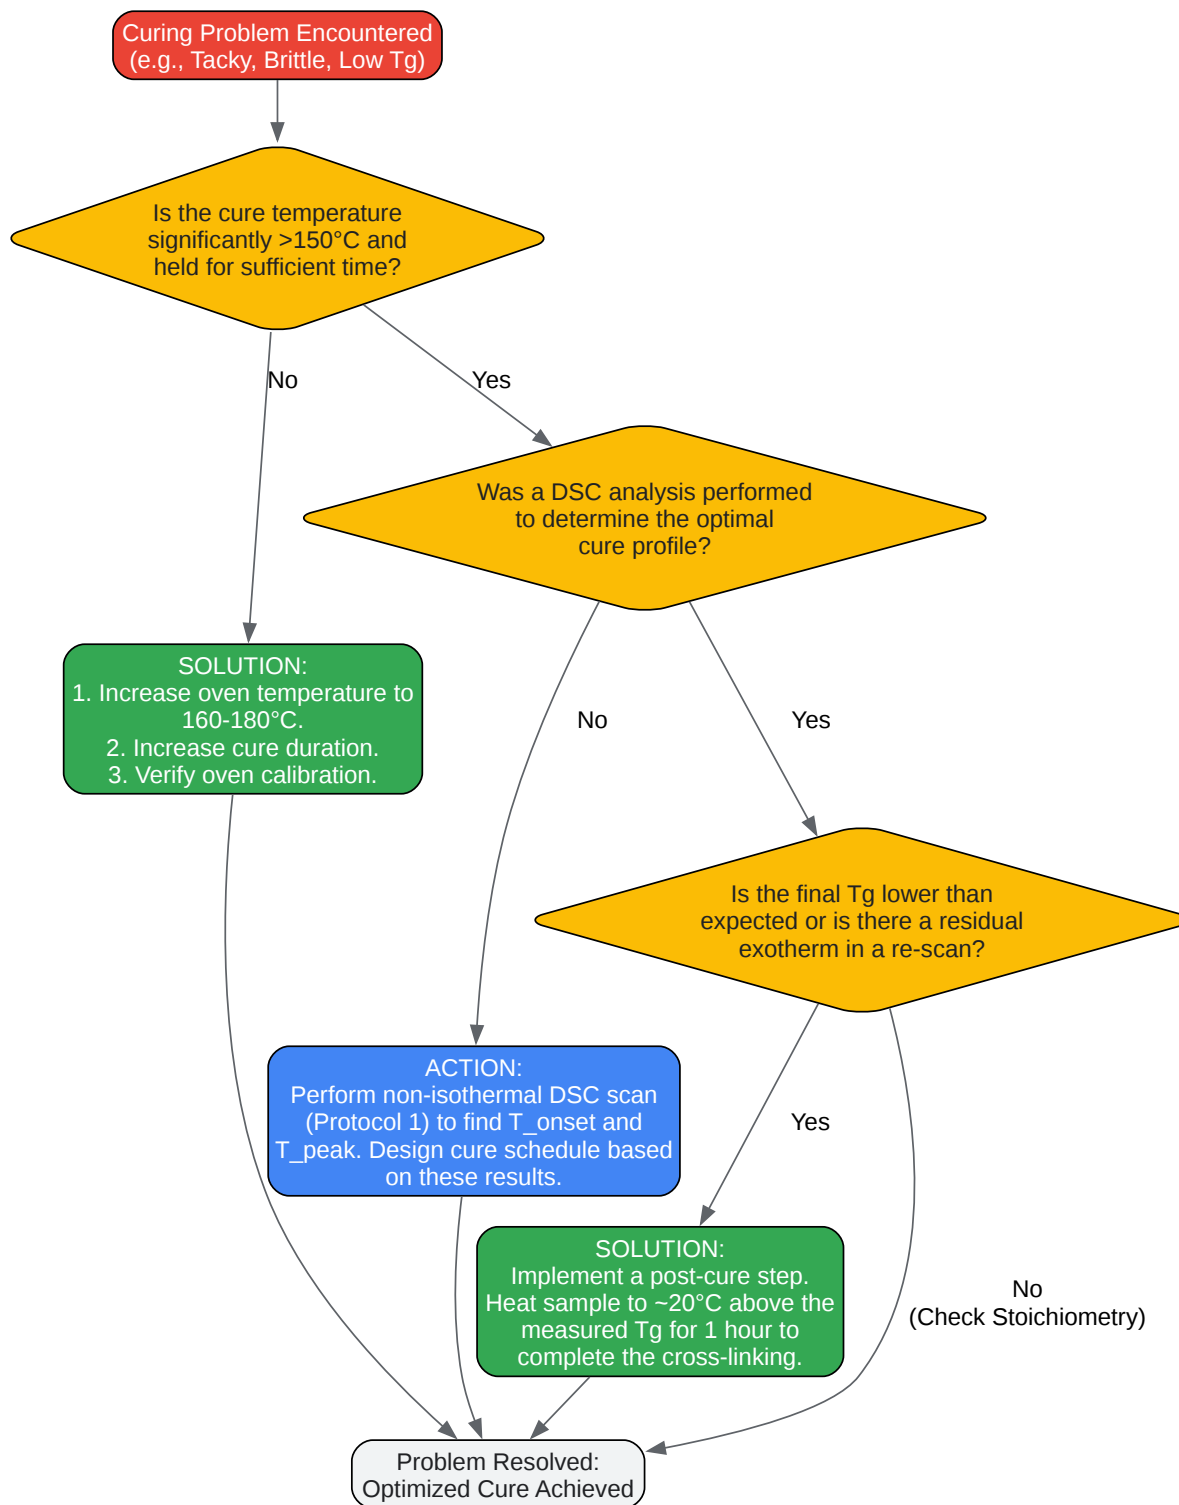 Curing Problem Encountered
(e.g., Tacky, Brittle, Low Tg)
Is the cure temperature
significantly >150°C and
held for sufficient time?
No
Yes
Was a DSC analysis performed
to determine the optimal
cure profile?
SOLUTION:
1. Increase oven temperature to
160-180°C.
2. Increase cure duration.
3. Verify oven calibration.
No
Yes
Is the final Tg lower than
expected or is there a residual
exotherm in a re-scan?
ACTION:
Perform non-isothermal DSC scan
(Protocol 1) to find T_onset and
T_peak. Design cure schedule based
on these results.
Yes
SOLUTION:
Implement a post-cure step.
Heat sample to ~20°C above the
measured Tg for 1 hour to
complete the cross-linking.
No
(Check Stoichiometry)
Problem Resolved:
Optimized Cure Achieved